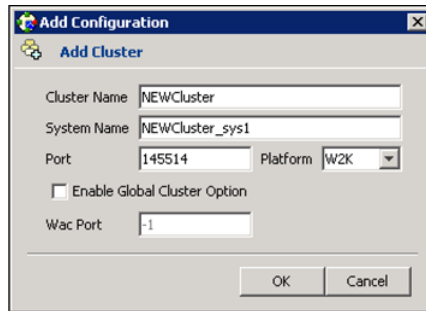 Add Configuration
Add Cluster
Cluster Name NEWCluster
System Name NEWCluster_sys1
Port 145514 Platform W2K
Enable Global Cluster Option
Wac Port -1
OK Cancel